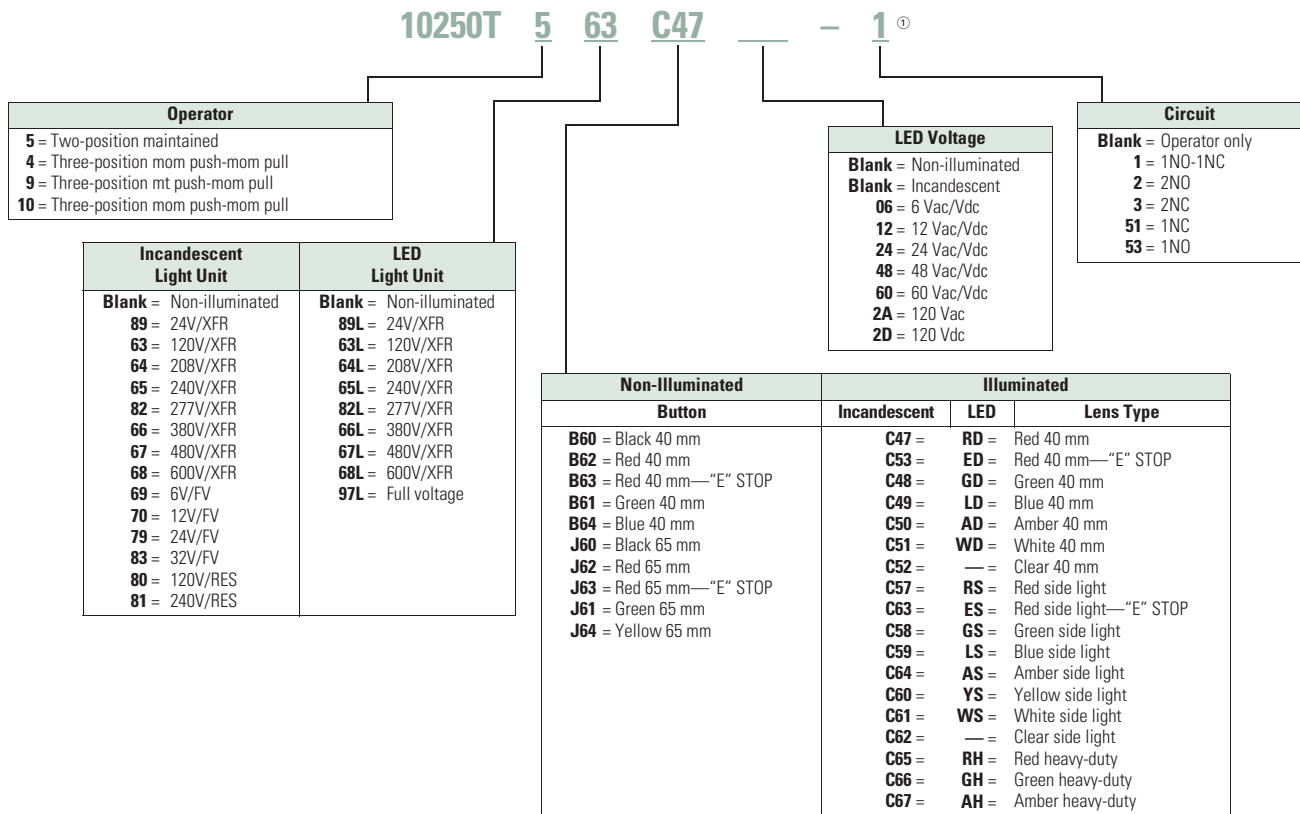 10250T 5 63 C47 ___ – 1 ①
Operator
5 = Two-position maintained
4 = Three-position mom push-mom pull
9 = Three-position mt push-mom pull
10 = Three-position mom push-mom pull
Incandescent
Light Unit
Blank = Non-illuminated
89 = 24V/XFR
63 = 120V/XFR
64 = 208V/XFR
65 = 240V/XFR
82 = 277V/XFR
66 = 380V/XFR
67 = 480V/XFR
68 = 600V/XFR
69 = 6V/FV
70 = 12V/FV
79 = 24V/FV
83 = 32V/FV
80 = 120V/RES
81 = 240V/RES
LED
Light Unit
Blank = Non-illuminated
89L = 24V/XFR
63L = 120V/XFR
64L = 208V/XFR
65L = 240V/XFR
82L = 277V/XFR
66L = 380V/XFR
67L = 480V/XFR
68L = 600V/XFR
97L = Full voltage
LED Voltage
Blank = Non-illuminated
Blank = Incandescent
06 = 6 Vac/Vdc
12 = 12 Vac/Vdc
24 = 24 Vac/Vdc
48 = 48 Vac/Vdc
60 = 60 Vac/Vdc
2A = 120 Vac
2D = 120 Vdc
Circuit
Blank = Operator only
1 = 1NO-1NC
2 = 2NO
3 = 2NC
51 = 1NC
53 = 1NO
Non-Illuminated
Button
B60 = Black 40 mm
B62 = Red 40 mm
B63 = Red 40 mm—“E” STOP
B61 = Green 40 mm
B64 = Blue 40 mm
J60 = Black 65 mm
J62 = Red 65 mm
J63 = Red 65 mm—“E” STOP
J61 = Green 65 mm
J64 = Yellow 65 mm
Illuminated
Incandescent LED Lens Type
C47 = RD = Red 40 mm
C53 = ED = Red 40 mm—“E” STOP
C48 = GD = Green 40 mm
C49 = LD = Blue 40 mm
C50 = AD = Amber 40 mm
C51 = WD = White 40 mm
C52 = — = Clear 40 mm
C57 = RS = Red side light
C63 = ES = Red side light—“E” STOP
C58 = GS = Green side light
C59 = LS = Blue side light
C64 = AS = Amber side light
C60 = YS = Yellow side light
C61 = WS = White side light
C62 = — = Clear side light
C65 = RH = Red heavy-duty
C66 = GH = Green heavy-duty
C67 = AH = Amber heavy-duty